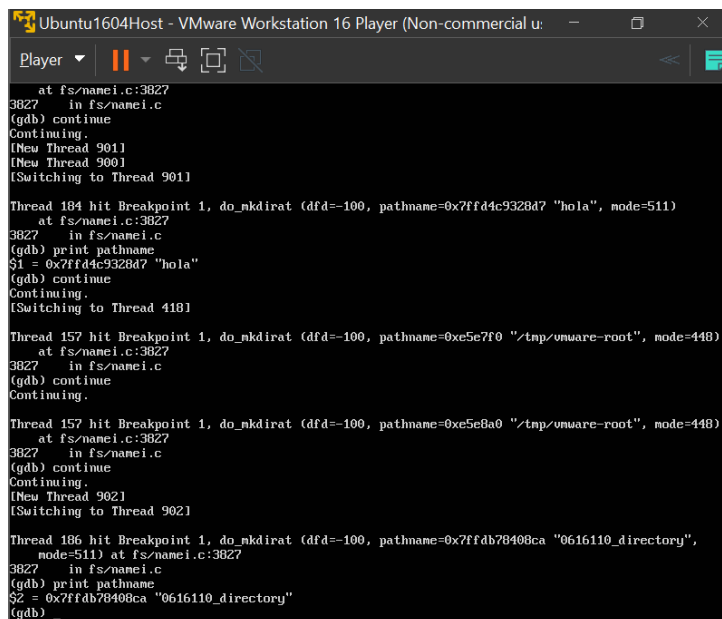 Ubuntu1604Host - VMware Workstation 16 Player (Non-commercial u:
Player
at fs/namei.c:3827
3827 in fs/namei.c
(gdb) continue
Continuing.
[New Thread 901]
[New Thread 900]
[Switching to Thread 901]
Thread 184 hit Breakpoint 1, do_mkdirat (dfd=-100, pathname=0x7ffd4c9328d7 "hola", mode=511)
at fs/namei.c:3827
3827 in fs/namei.c
(gdb) print pathname
$1 = 0x7ffd4c9328d7 "hola"
(gdb) continue
Continuing.
[Switching to Thread 418]
Thread 157 hit Breakpoint 1, do_mkdirat (dfd=-100, pathname=0xe5e7f0 "/tmp/vmware-root", mode=448)
at fs/namei.c:3827
3827 in fs/namei.c
(gdb) continue
Continuing.
Thread 157 hit Breakpoint 1, do_mkdirat (dfd=-100, pathname=0xe5e8a0 "/tmp/vmware-root", mode=448)
at fs/namei.c:3827
3827 in fs/namei.c
(gdb) continue
Continuing.
[New Thread 902]
[Switching to Thread 902]
Thread 186 hit Breakpoint 1, do_mkdirat (dfd=-100, pathname=0x7ffdb78408ca "0616110_directory",
mode=511) at fs/namei.c:3827
3827 in fs/namei.c
(gdb) print pathname
$2 = 0x7ffdb78408ca "0616110_directory"
(gdb) _